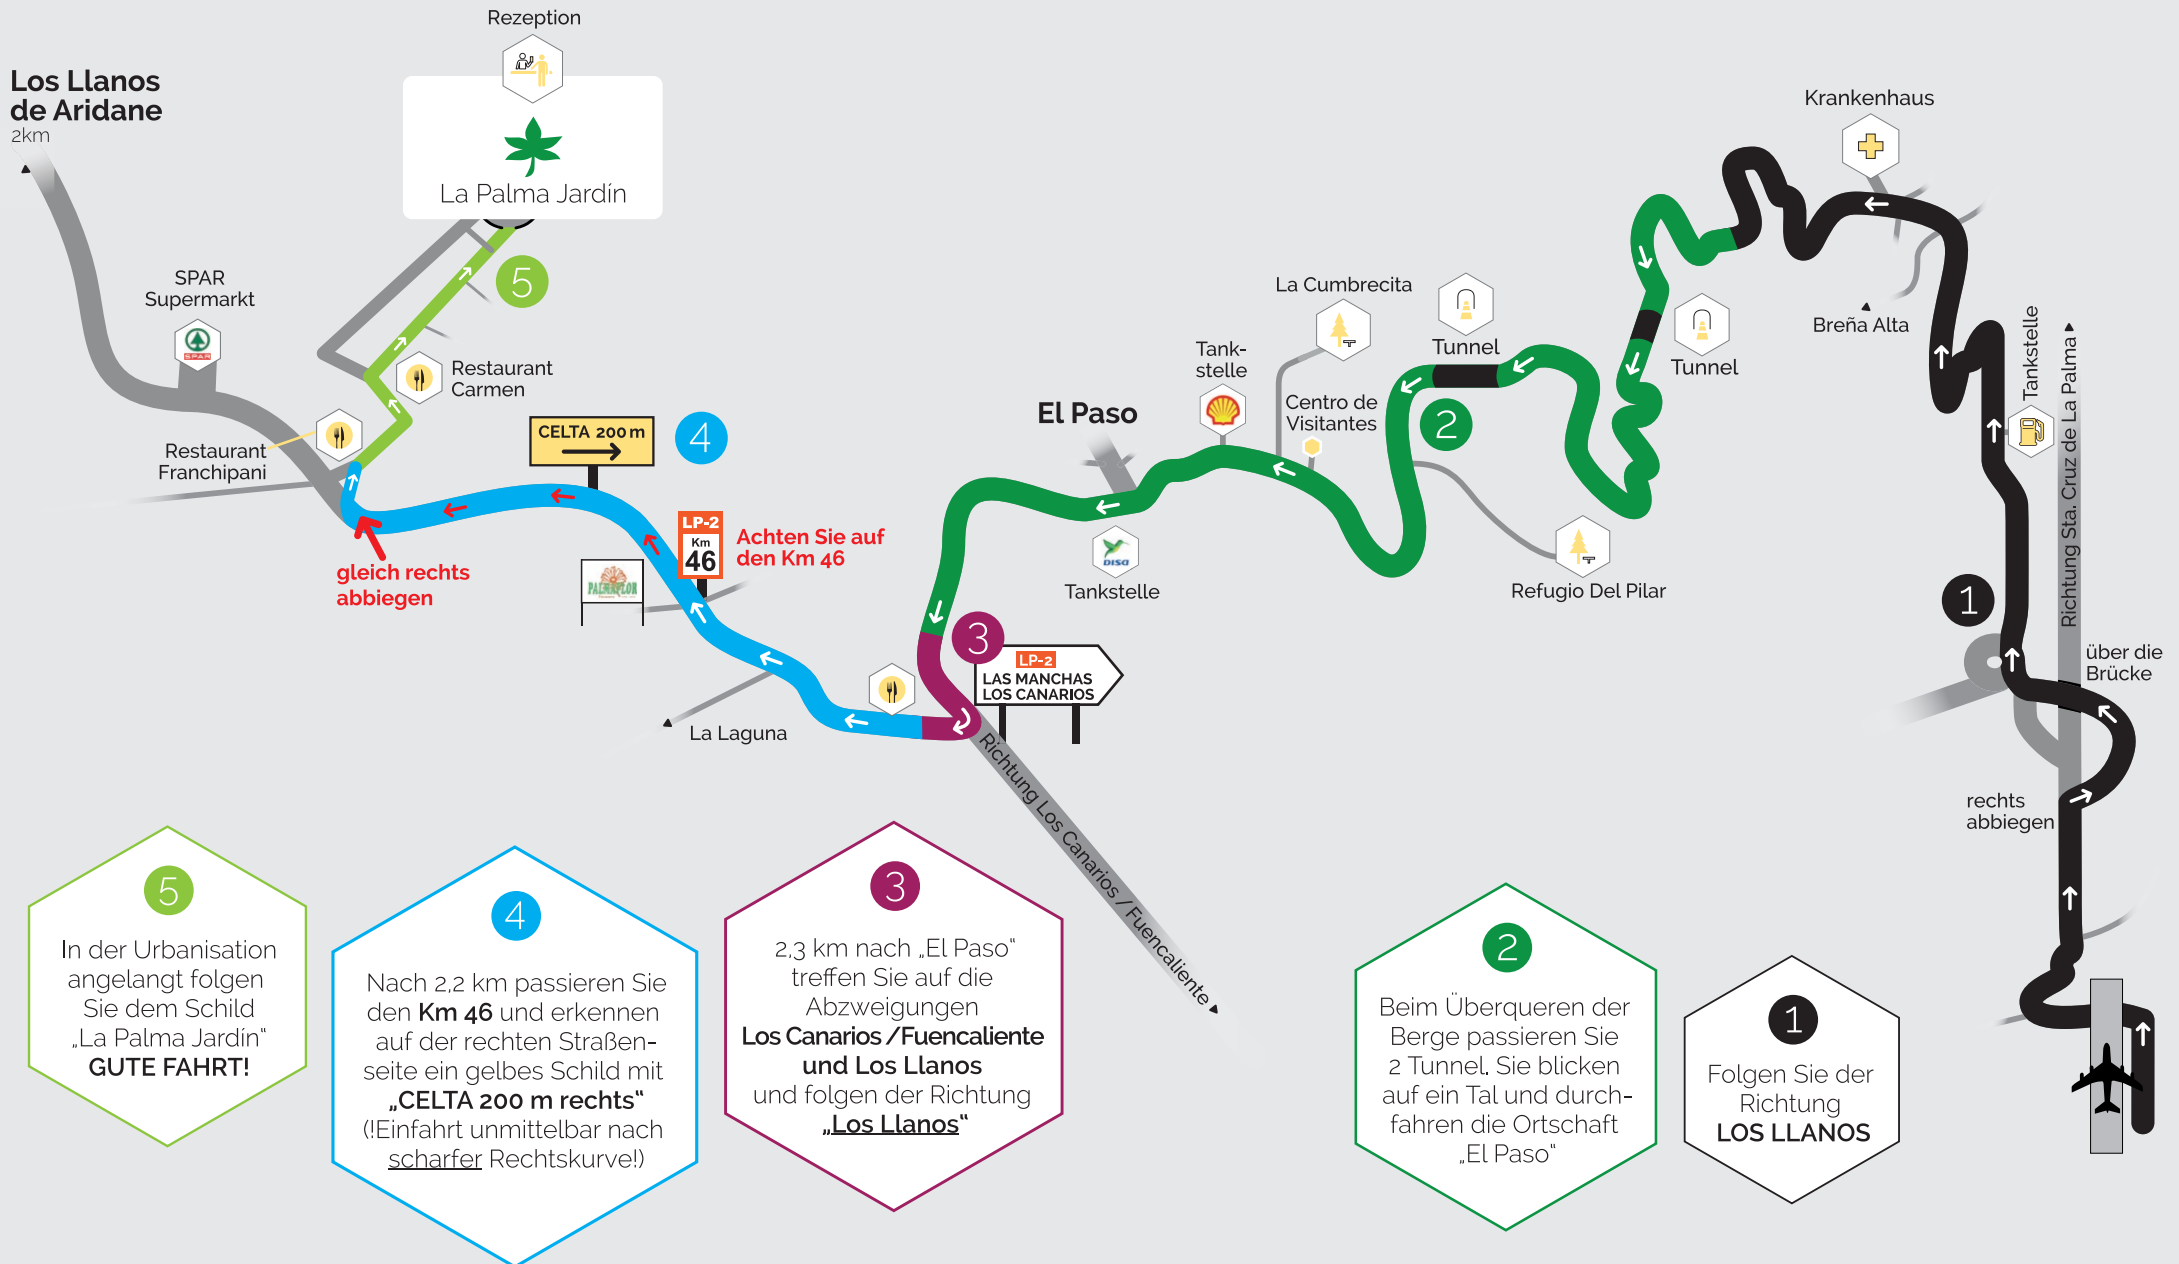 Rezeption
La Palma Jardín
Los Llanos
de Aridane
2km
SPAR
Supermarkt
SPAR
5
Restaurant
Carmen
Restaurant
Franchipani
CELTA 200 m
4
gleich rechts
abbiegen
LP-2
Km
46
Achten Sie auf
den Km 46
PALMAFLOR
La Laguna
3
LP-2
LAS MANCHAS
LOS CANARIOS
Richtung Los Canarios / Fuencaliente
El Paso
Tank-
stelle
DISA
Tankstelle
La Cumbrecita
Centro de
Visitantes
Tunnel
2
Refugio Del Pilar
Tunnel
Krankenhaus
Breña Alta
Tankstelle
Richtung Sta. Cruz de La Palma
1
über die
Brücke
rechts
abbiegen
5
In der Urbanisation
angelangt folgen
Sie dem Schild
„La Palma Jardín“
GUTE FAHRT!
4
Nach 2,2 km passieren Sie
den Km 46 und erkennen
auf der rechten Straßen-
seite ein gelbes Schild mit
„CELTA 200 m rechts“
(!Einfahrt unmittelbar nach
scharfer Rechtskurve!)
3
2,3 km nach „El Paso“
treffen Sie auf die
Abzweigungen
Los Canarios / Fuencaliente
und Los Llanos
und folgen der Richtung
„Los Llanos“
2
Beim Überqueren der
Berge passieren Sie
2 Tunnel. Sie blicken
auf ein Tal und durch-
fahren die Ortschaft
„El Paso“
1
Folgen Sie der
Richtung
LOS LLANOS